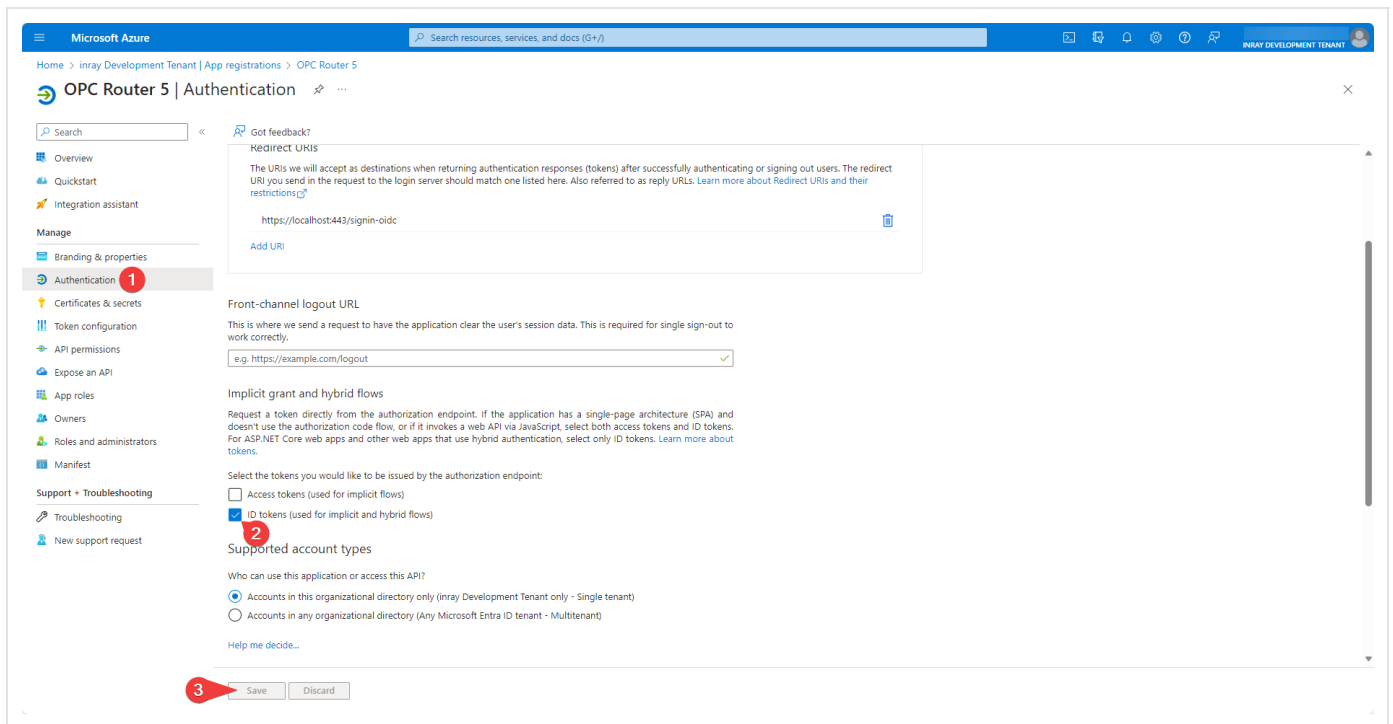 Microsoft Azure
Search resources, services, and docs (G+/)
INRAY DEVELOPMENT TENANT
Home > inray Development Tenant | App registrations > OPC Router 5
OPC Router 5 | Authentication
Search
Got feedback?
Overview
Quickstart
Integration assistant
Manage
Branding & properties
Authentication 1
Certificates & secrets
Token configuration
API permissions
Expose an API
App roles
Owners
Roles and administrators
Manifest
Support + Troubleshooting
Troubleshooting
New support request
Redirect URIs
The URIs we will accept as destinations when returning authentication responses (tokens) after successfully authenticating or signing out users. The redirect
URI you send in the request to the login server should match one listed here. Also referred to as reply URLs. Learn more about Redirect URIs and their
restrictions
https://localhost:443/signin-oidc
Add URI
Front-channel logout URL
This is where we send a request to have the application clear the user's session data. This is required for single sign-out to
work correctly.
e.g. https://example.com/logout
Implicit grant and hybrid flows
Request a token directly from the authorization endpoint. If the application has a single-page architecture (SPA) and
doesn't use the authorization code flow, or if it invokes a web API via JavaScript, select both access tokens and ID tokens.
For ASP.NET Core web apps and other web apps that use hybrid authentication, select only ID tokens. Learn more about
tokens.
Select the tokens you would like to be issued by the authorization endpoint:
Access tokens (used for implicit flows)
ID tokens (used for implicit and hybrid flows)
2
Supported account types
Who can use this application or access this API?
Accounts in this organizational directory only (inray Development Tenant only - Single tenant)
Accounts in any organizational directory (Any Microsoft Entra ID tenant - Multitenant)
Help me decide...
3 Save Discard